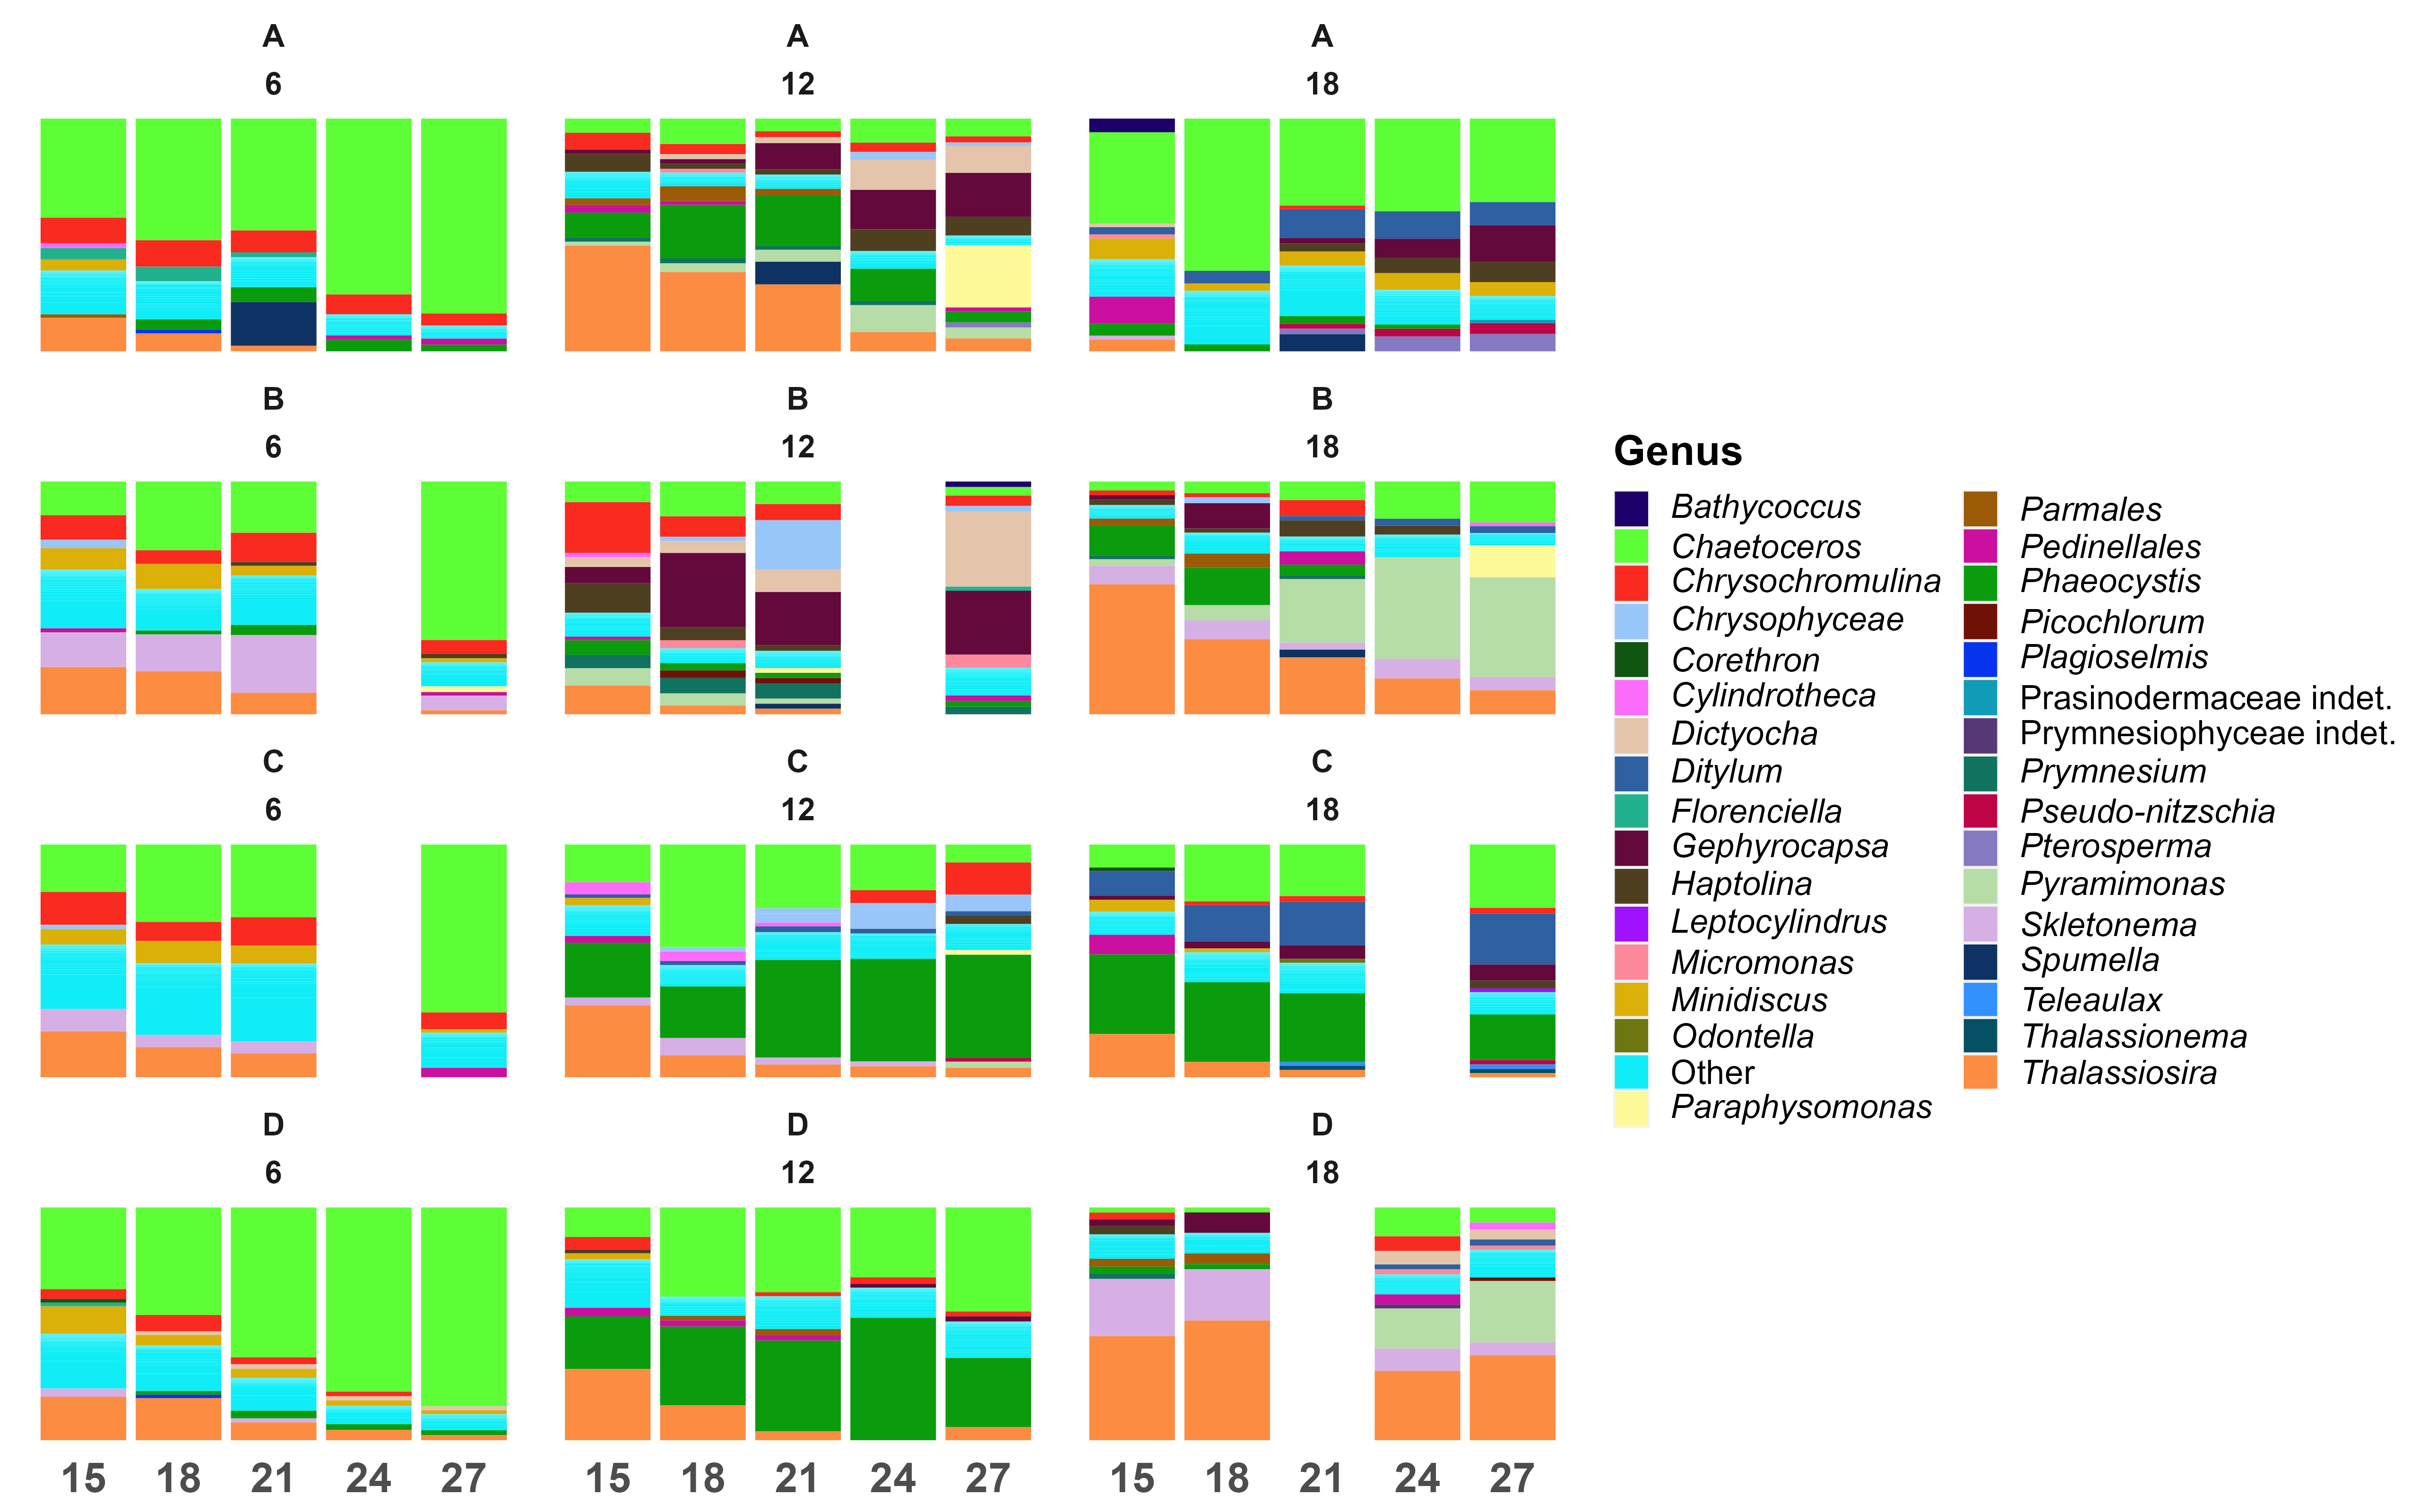 A
A
A
6
12
18
B
B
B
6
12
18
Genus
Bathycoccus
Chaetoceros
Chrysochromulina
Chrysophyceae
Corethron
Cylindrotheca
Dictyocha
Ditylum
Florenciella
Gephyrocapsa
Haptolina
Leptocylindrus
Micromonas
Minidiscus
Odontella
Other
Paraphysomonas
Parmales
Pedinellales
Phaeocystis
Picochlorum
Plagioselmis
Prasinodermaceae indet.
Prymnesiophyceae indet.
Prymnesium
Pseudo-nitzschia
Pterosperma
Pyramimonas
Skletonema
Spumella
Teleaulax
Thalassionema
Thalassiosira
C
C
C
6
12
18
D
D
D
6
12
18
15 18 21 24 27
15 18 21 24 27
15 18 21 24 27